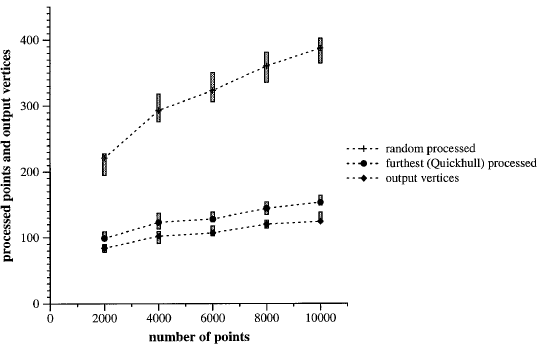 processed points and output vertices
400
300
200
100
0
0 2000 4000 6000 8000 10000
number of points
random processed
furthest (Quickhull) processed
output vertices